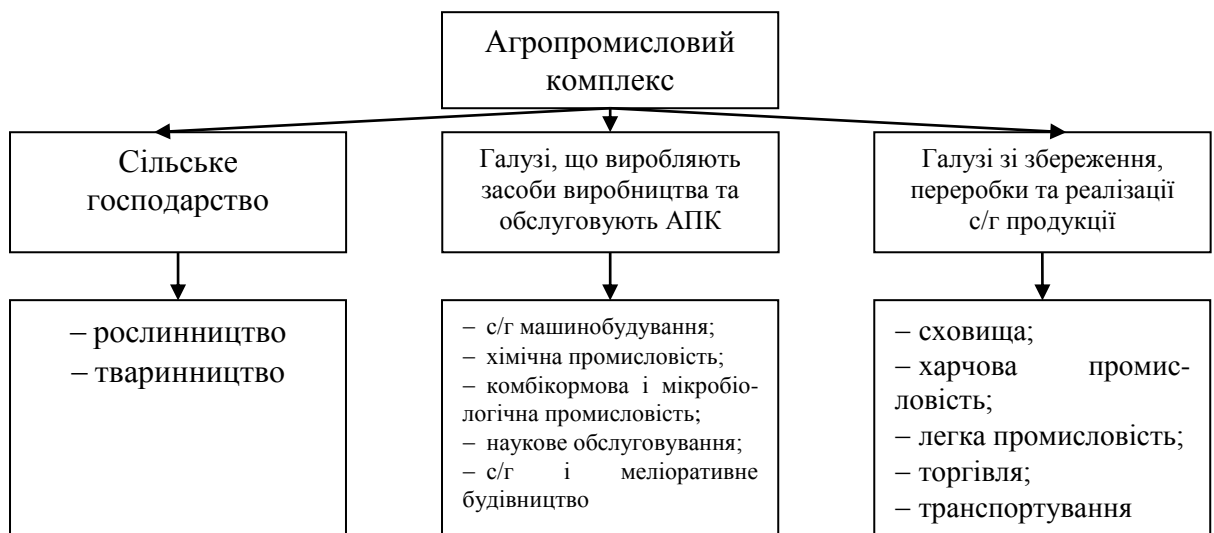 Агропромисловий
комплекс
Сільське
господарство
Галузі, що виробляють
засоби виробництва та
обслуговують АПК
Галузі зі збереження,
переробки та реалізації
с/г продукції
– рослинництво
– тваринництво
– с/г машинобудування;
– хімічна промисловість;
– комбікормова і мікробіо-
логічна промисловість;
– наукове обслуговування;
– с/г і меліоративне
будівництво
– сховища;
– харчова промис-
ловість;
– легка промисловість;
– торгівля;
– транспортування